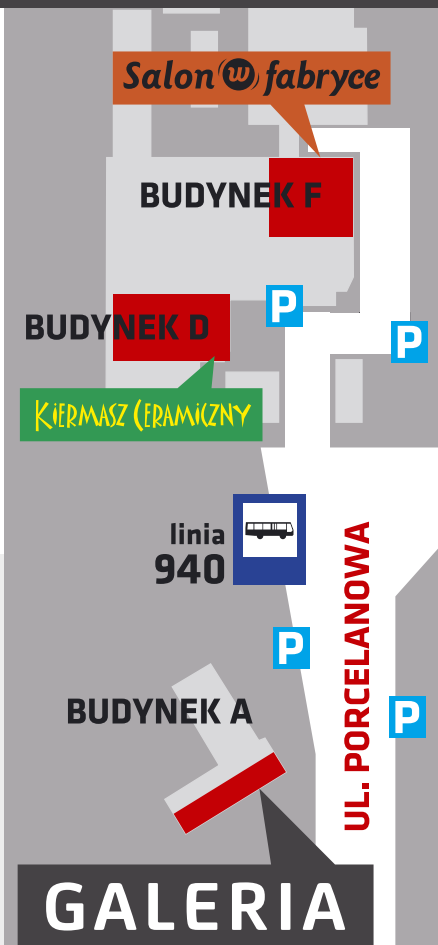 Salon w fabryce
BUDYNEK F
P
P
BUDYNEK D
KIERMASZ CERAMiCZNY
linia
940
UL. PORCELANOWA
P
BUDYNEK A
P
GALERIA